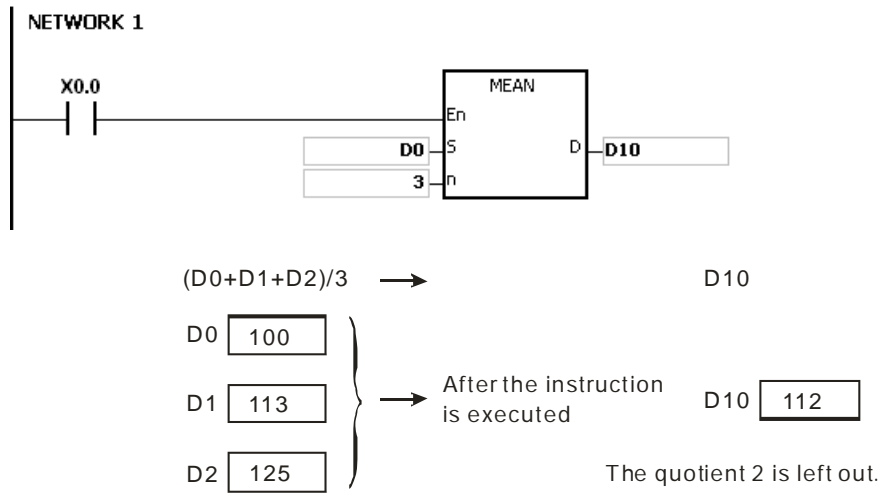 NETWORK 1
X0.0
MEAN
En
D0 S D D10
3 n
(D0+D1+D2)/3 D10
D0 100
D1 113 After the instruction is executed D10 112
D2 125 The quotient 2 is left out.